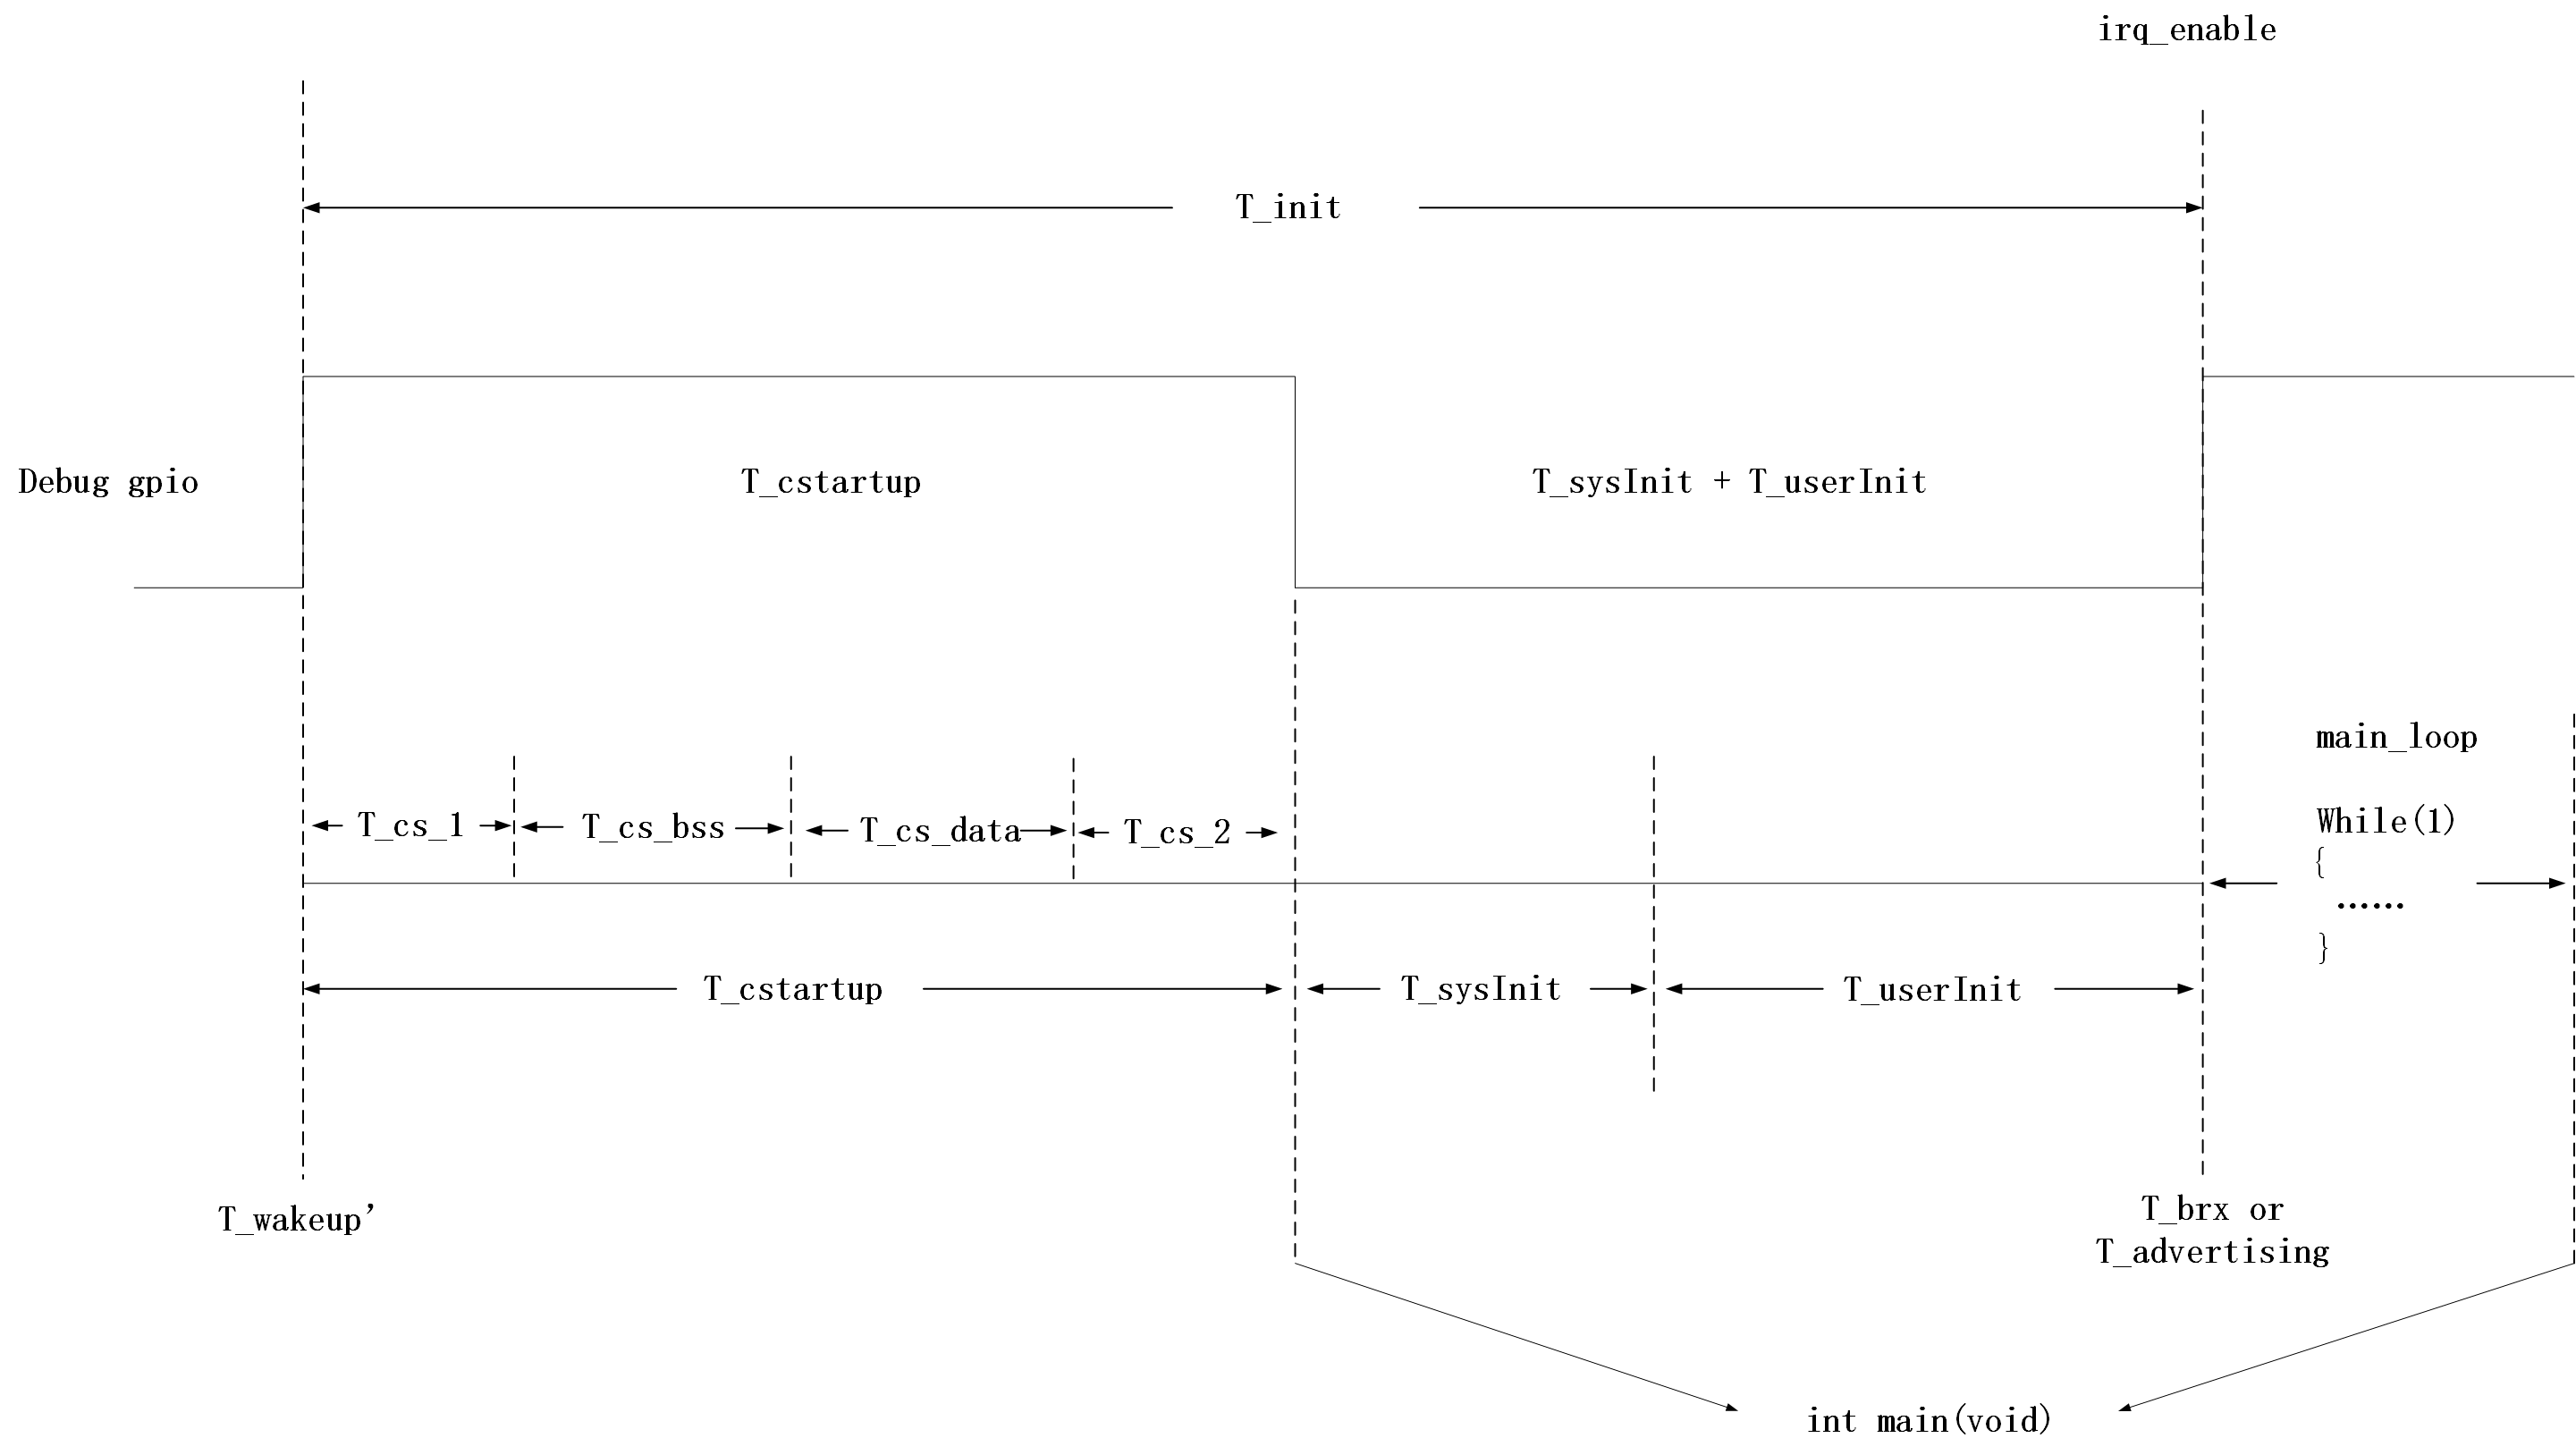 irq_enable
T_init
Debug gpio
T_cstartup
T_sysInit + T_userInit
main_loop
T_cs_1
T_cs_bss
T_cs_data
T_cs_2
While(1)
{
......
}
T_cstartup
T_sysInit
T_userInit
T_wakeup’
T_brx or
T_advertising
int main(void)